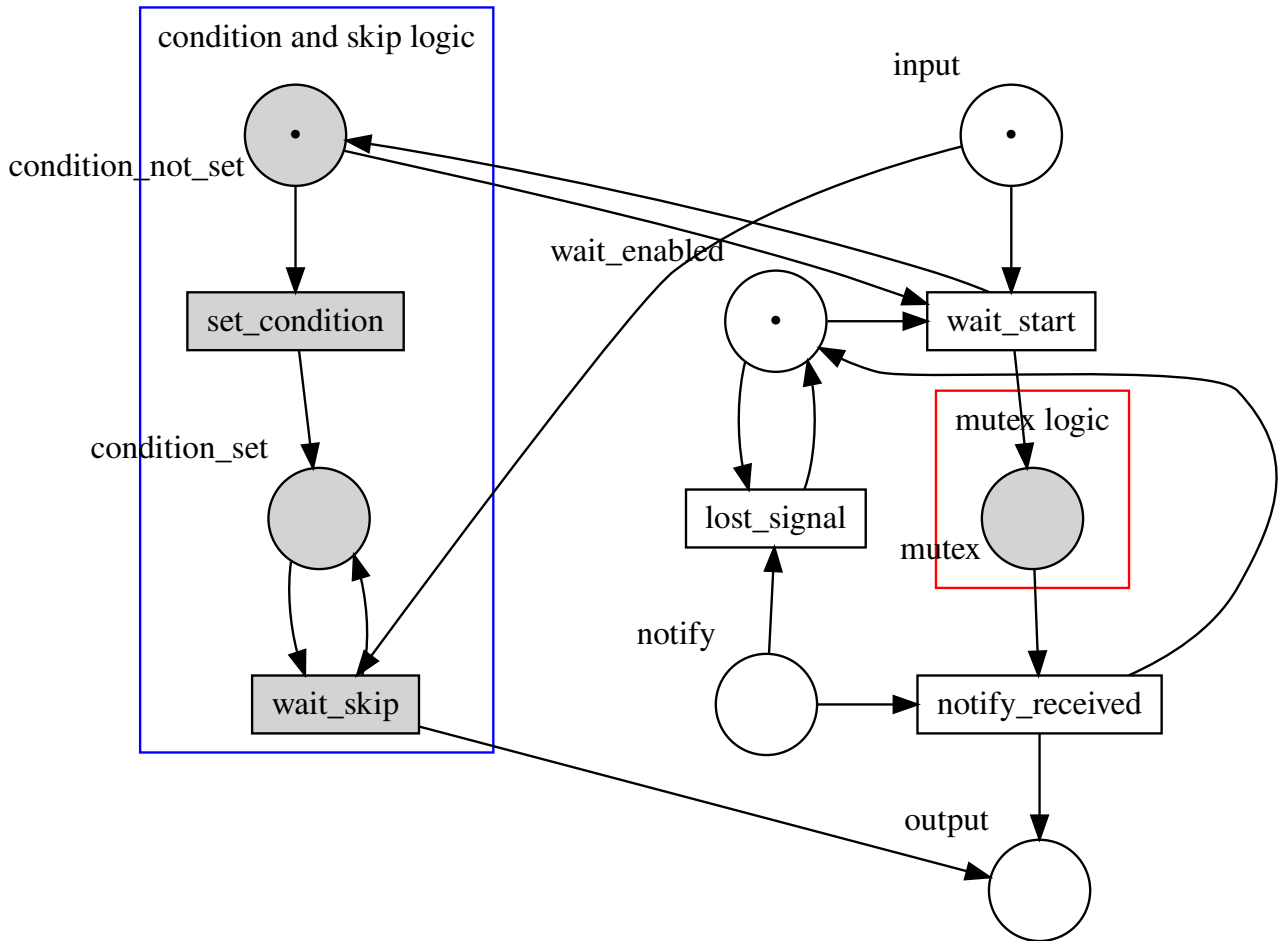 condition and skip logic
input
condition_not_set
wait_enabled
set_condition
wait_start
mutex logic
condition_set
lost_signal
mutex
notify
wait_skip
notify_received
output